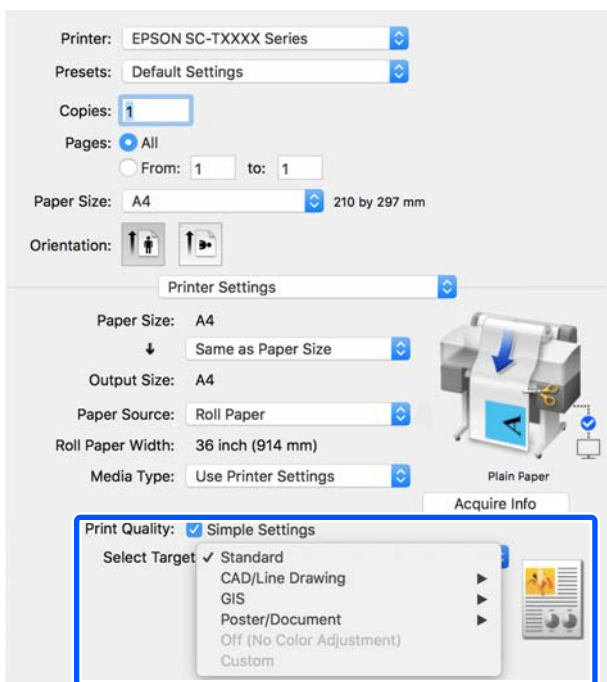 Printer: EPSON SC-TXXXX Series
Presets: Default Settings
Copies: 1
Pages: All
From: 1 to: 1
Paper Size: A4 210 by 297 mm
Orientation:
Printer Settings
Paper Size: A4
Same as Paper Size
Output Size: A4
Paper Source: Roll Paper
Roll Paper Width: 36 inch (914 mm)
Media Type: Use Printer Settings
Plain Paper
Acquire Info
Print Quality: Simple Settings
Select Target ✓ Standard
CAD/Line Drawing
GIS
Poster/Document
Off (No Color Adjustment)
Custom